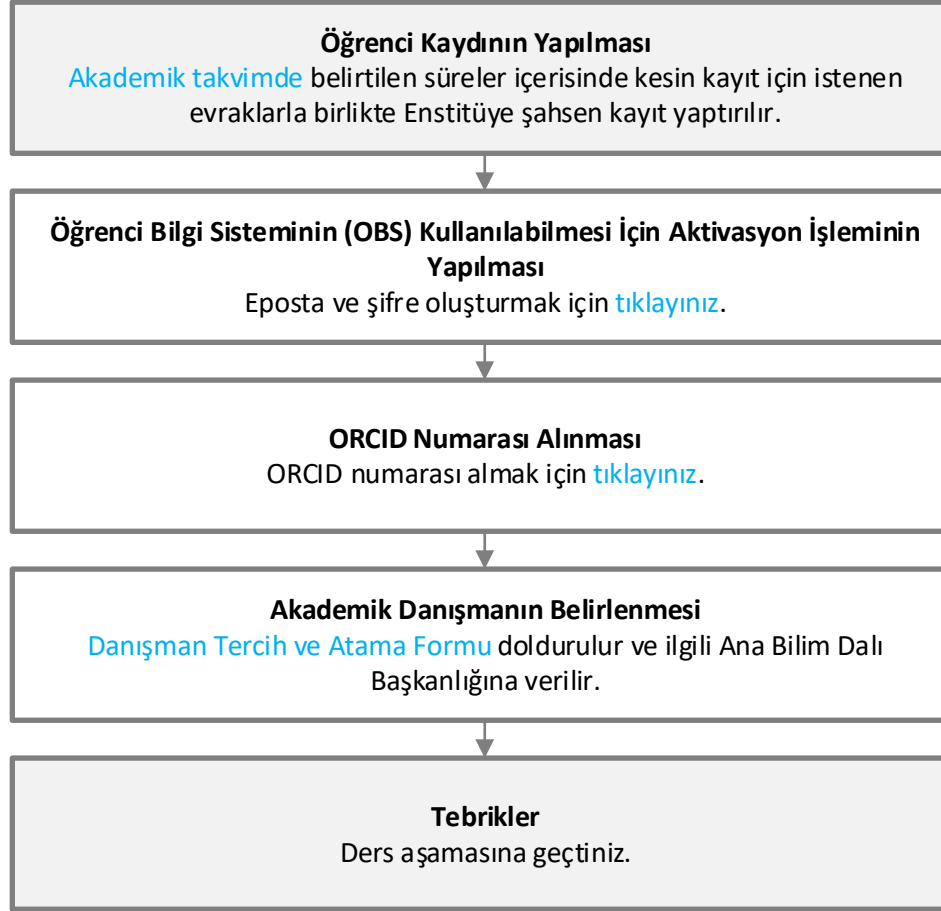 Öğrenci Kaydının Yapılması
Akademik takvimde belirtilen süreler içerisinde kesin kayıt için istenen
evraklarla birlikte Enstitüye şahsen kayıt yaptırılır.
Öğrenci Bilgi Sisteminin (OBS) Kullanılabilmesi İçin Aktivasyon İşleminin
Yapılması
Eposta ve şifre oluşturmak için tıklayınız.
ORCID Numarası Alınması
ORCID numarası almak için tıklayınız.
Akademik Danışmanın Belirlenmesi
Danışman Tercih ve Atama Formu doldurulur ve ilgili Ana Bilim Dalı
Başkanlığına verilir.
Tebrikler
Ders aşamasına geçtiniz.